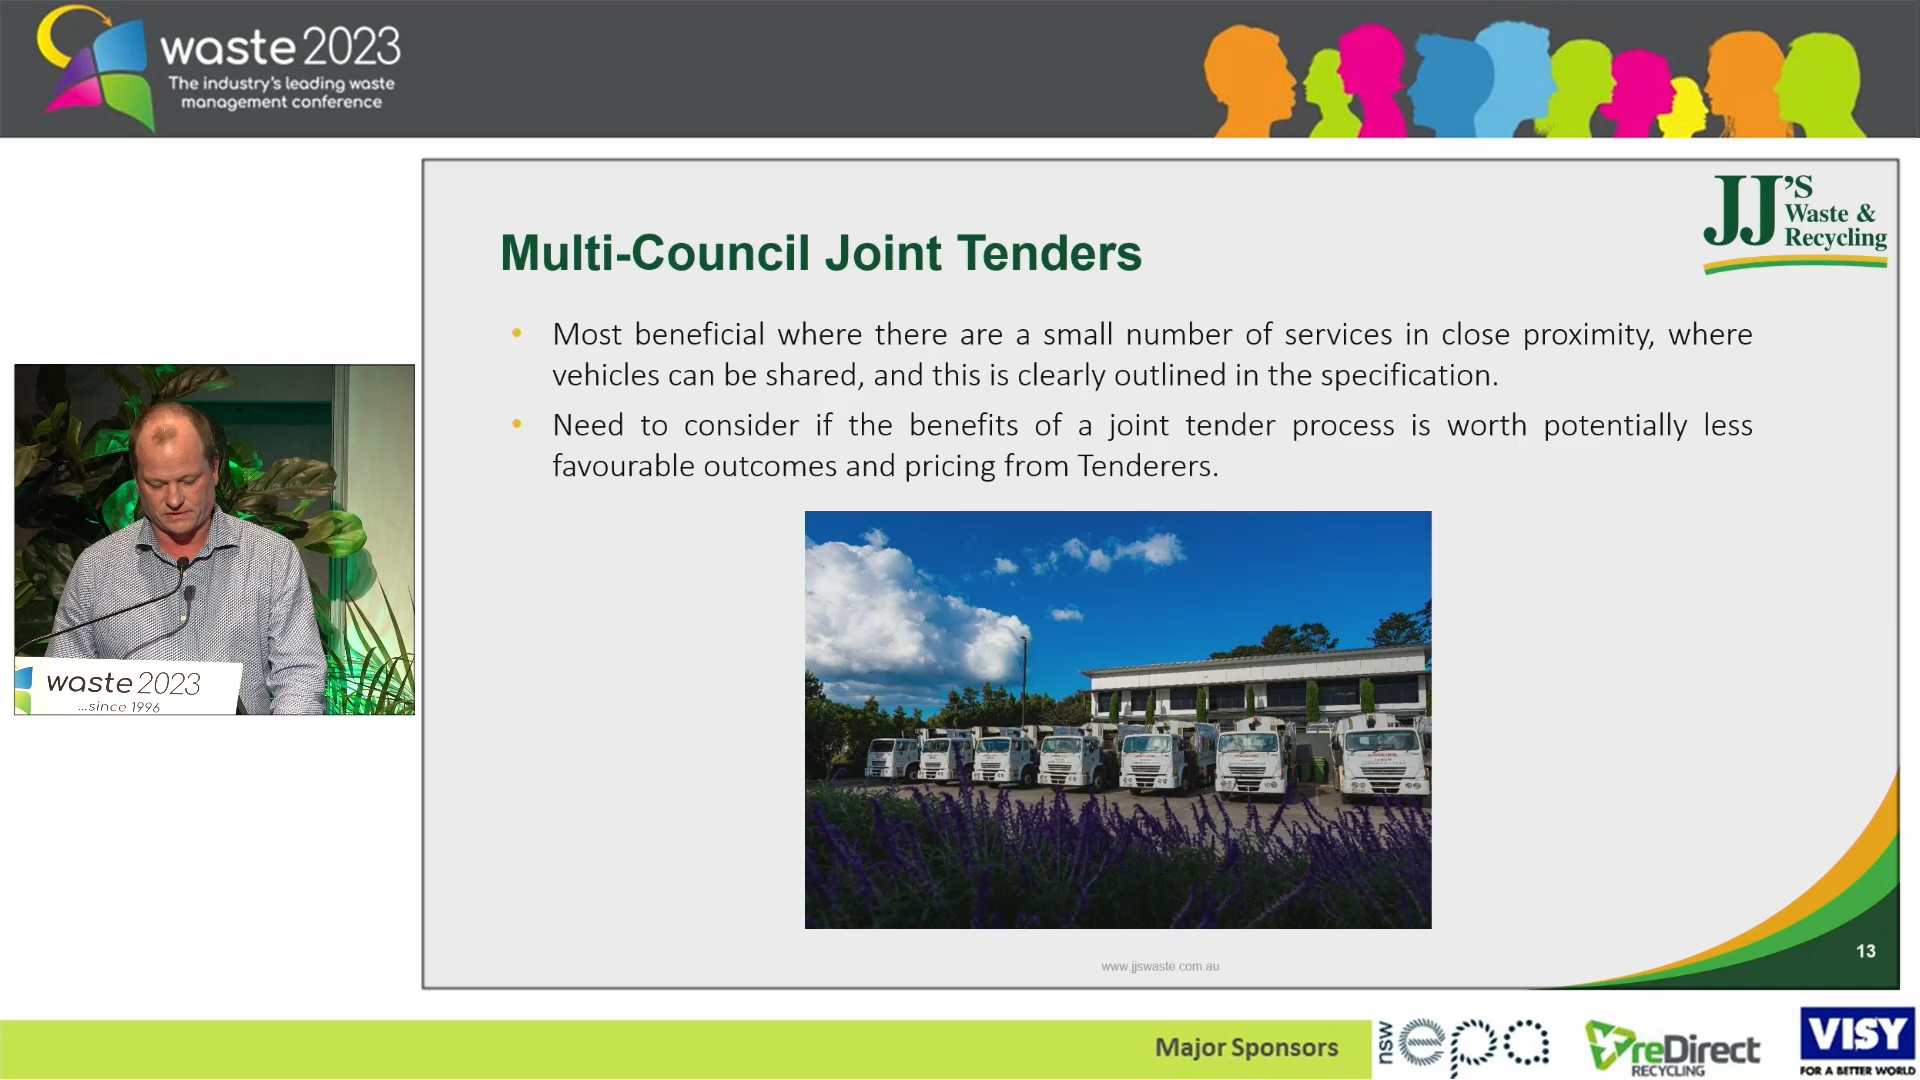 waste 2023
The industry's leading waste
management conference
JJ'S
Waste &
Recycling
Multi-Council Joint Tenders
• Most beneficial where there are a small number of services in close proximity, where
vehicles can be shared, and this is clearly outlined in the specification.
• Need to consider if the benefits of a joint tender process is worth potentially less
favourable outcomes and pricing from Tenderers.
waste 2023
...since 1996
www.jjswaste.com.au
13
Major Sponsors
nsw epa
reDirect
RECYCLING
VISY
FOR A BETTER WORLD